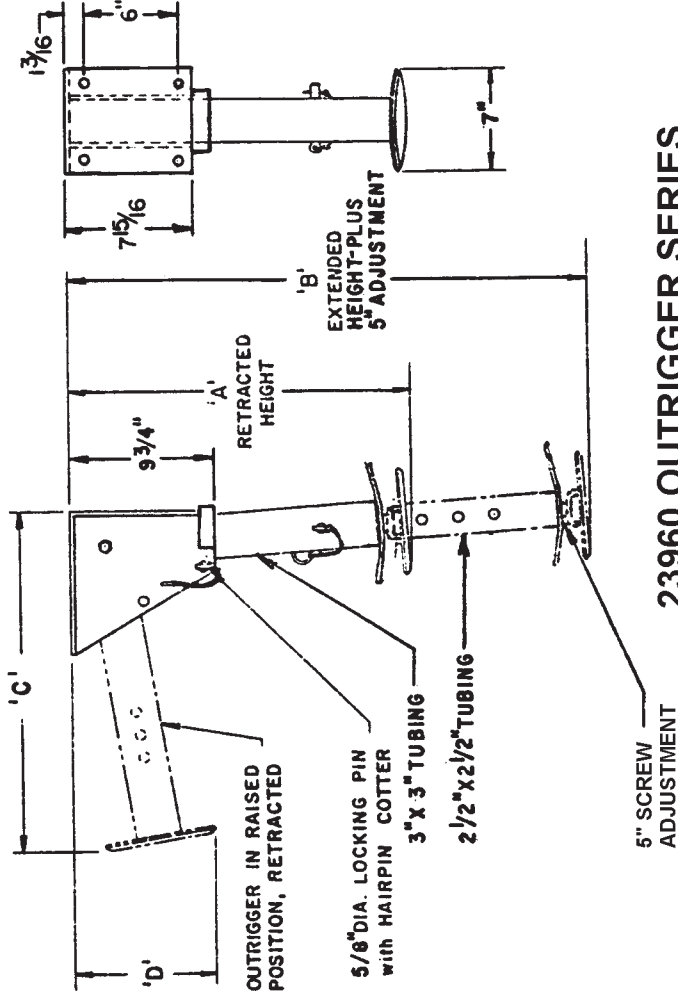 1 3/16
6"
7 15/16
7"
'B'
EXTENDED
HEIGHT-PLUS
5" ADJUSTMENT
'A'
RETRACTED
HEIGHT
9 3/4"
'C'
'D'
OUTRIGGER IN RAISED
POSITION, RETRACTED
5/8" DIA. LOCKING PIN
with HAIRPIN COTTER
3" X 3" TUBING
2 1/2" X 2 1/2" TUBING
5" SCREW
ADJUSTMENT
23960 OUTRIGGER SERIES